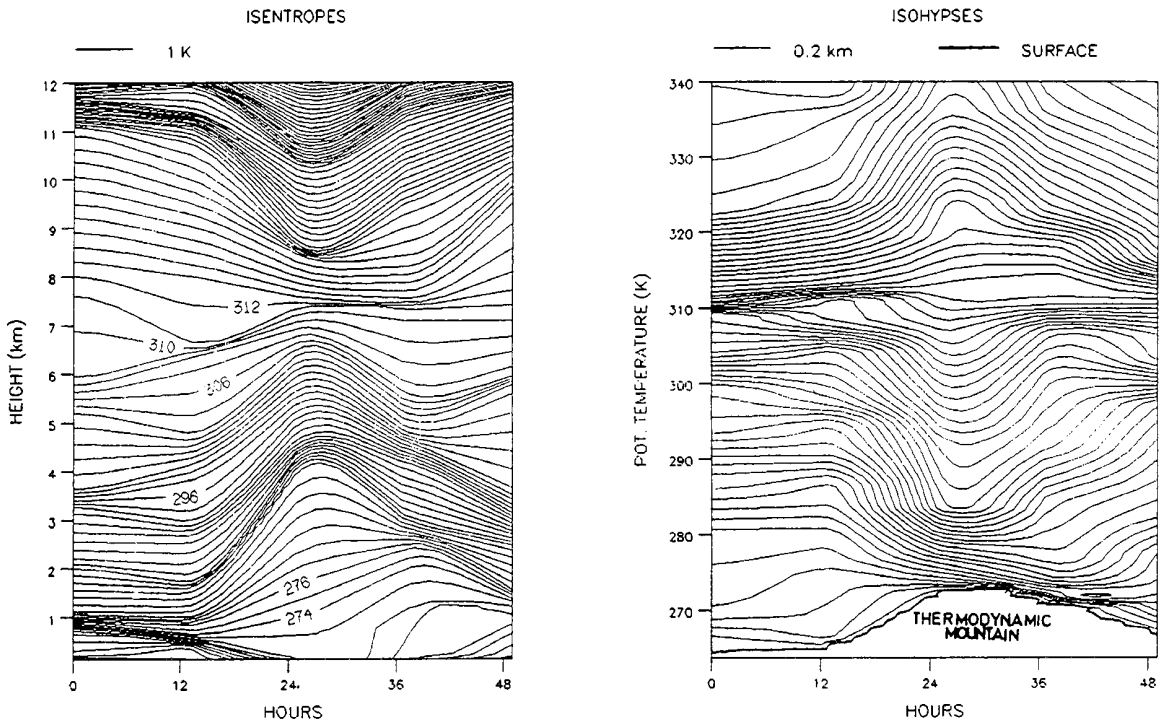 ISENTROPES
1 K
12
11
10
9
8
7
6
5
4
3
2
1
HEIGHT (km)
312
310
306
296
276
274
0 12 24 36 48
HOURS
ISOHYPSES
0.2 km SURFACE
340
330
320
310
300
290
280
270
POT. TEMPERATURE (K)
THERMODYNAMIC
MOUNTAIN
0 12 24 36 48
HOURS